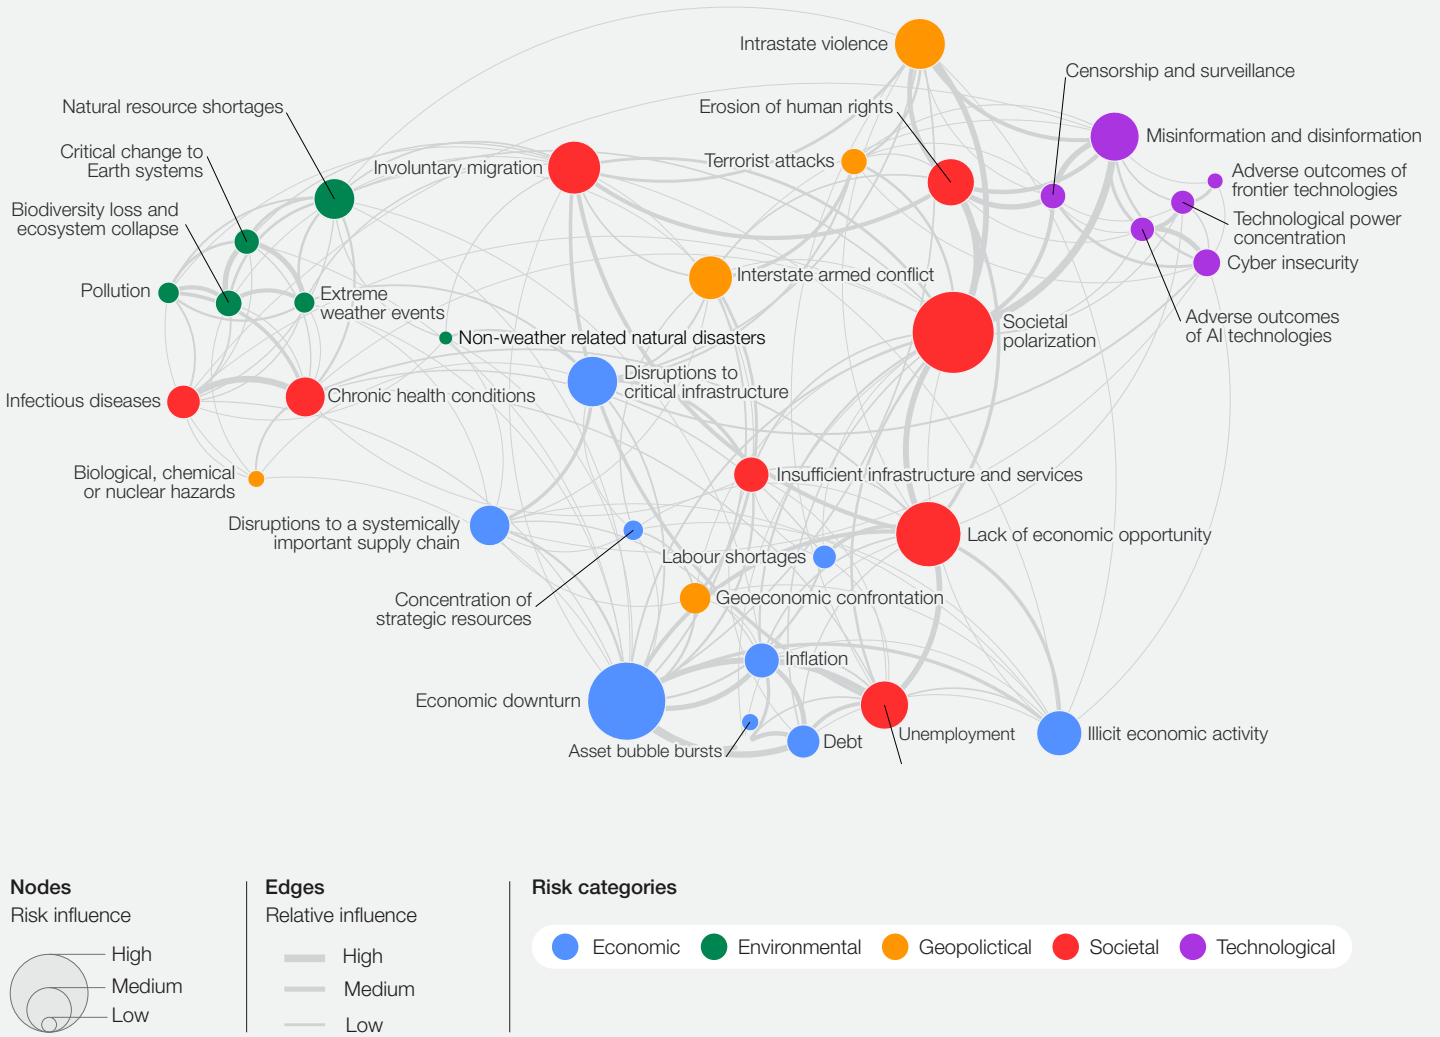 Intrastate violence
Censorship and surveillance
Natural resource shortages
Erosion of human rights
Misinformation and disinformation
Critical change to
Earth systems
Involuntary migration
Terrorist attacks
Adverse outcomes of
frontier technologies
Biodiversity loss and
ecosystem collapse
Technological power
concentration
Cyber insecurity
Interstate armed conflict
Pollution
Extreme
weather events
Adverse outcomes
of AI technologies
Societal
polarization
Non-weather related natural disasters
Disruptions to
critical infrastructure
Infectious diseases
Chronic health conditions
Biological, chemical
or nuclear hazards
Insufficient infrastructure and services
Disruptions to a systemically
important supply chain
Lack of economic opportunity
Labour shortages
Concentration of
strategic resources
Geoeconomic confrontation
Inflation
Economic downturn
Unemployment
Illicit economic activity
Asset bubble bursts
Debt
Nodes
Risk influence
High
Medium
Low
Edges
Relative influence
High
Medium
Low
Risk categories
Economic
Environmental
Geopolictical
Societal
Technological